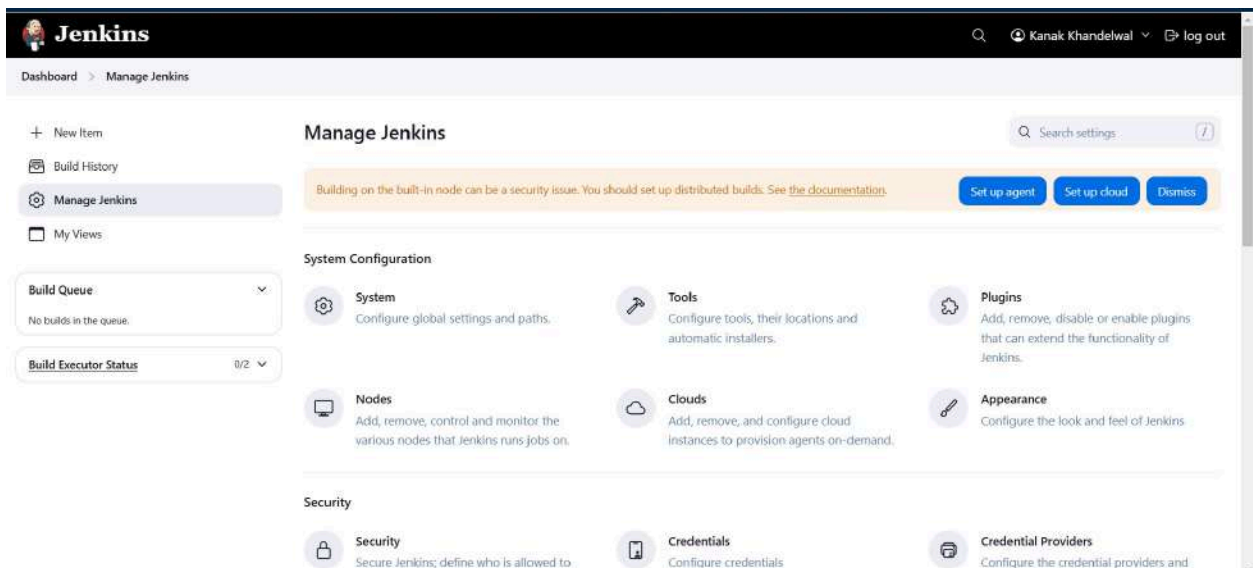 Jenkins
Kanak Khandelwal
log out
Dashboard > Manage Jenkins
+ New Item
Build History
Manage Jenkins
My Views
Build Queue
No builds in the queue.
Build Executor Status 0/2
Manage Jenkins
Search settings /
Building on the built-in node can be a security issue. You should set up distributed builds. See the documentation.
Set up agent
Set up cloud
Dismiss
System Configuration
System
Configure global settings and paths.
Tools
Configure tools, their locations and
automatic installers.
Plugins
Add, remove, disable or enable plugins
that can extend the functionality of
Jenkins.
Nodes
Add, remove, control and monitor the
various nodes that Jenkins runs jobs on.
Clouds
Add, remove, and configure cloud
instances to provision agents on-demand.
Appearance
Configure the look and feel of Jenkins
Security
Security
Secure Jenkins; define who is allowed to
Credentials
Configure credentials
Credential Providers
Configure the credential providers and